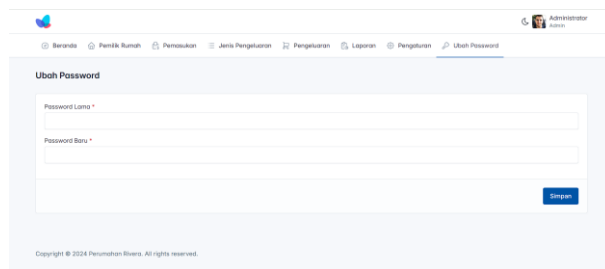 Administrator
Admin
Beranda Pemilik Rumah Pemasukan Jenis Pengeluaran Pengeluaran Laporan Pengaturan Ubah Password
Ubah Password
Password Lama *
Password Baru *
Simpan
Copyright © 2024 Perumahan Rivera. All rights reserved.